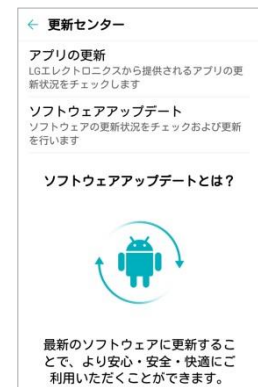 ← 更新センター
アプリの更新
LGエレクトロニクスから提供されるアプリの更
新状況をチェックします
ソフトウェアアップデート
ソフトウェアの更新状況をチェックおよび更新
を行います
ソフトウェアアップデートとは？
最新のソフトウェアに更新するこ
とで、より安心・安全・快適にご
利用いただくことができます。